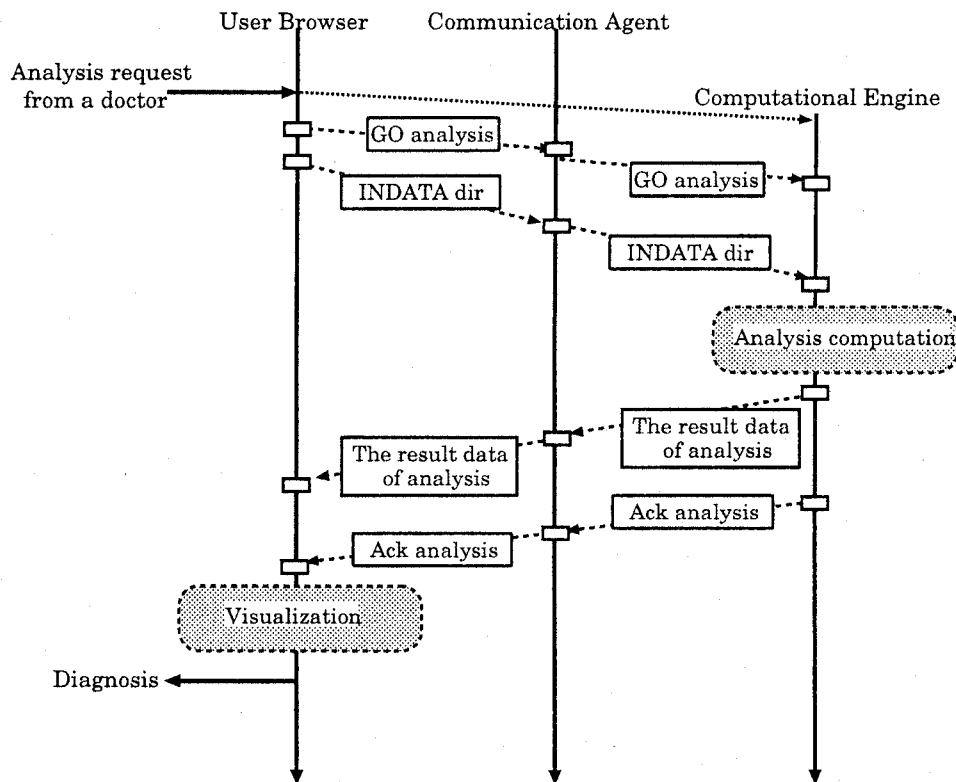 User Browser
Communication Agent
Analysis request
from a doctor
Computational Engine
GO analysis
GO analysis
INDATA dir
INDATA dir
Analysis computation
The result data
of analysis
The result data
of analysis
Ack analysis
Ack analysis
Visualization
Diagnosis